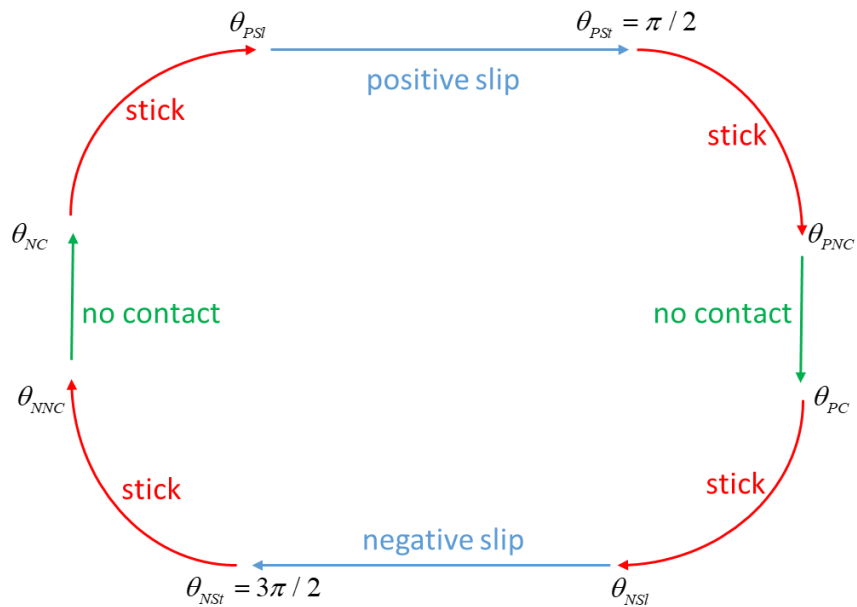 θ_PSl
θ_PSt = π / 2
positive slip
stick
stick
θ_NC
θ_PNC
no contact
no contact
θ_NNC
θ_PC
stick
stick
negative slip
θ_NSt = 3π / 2
θ_NSl